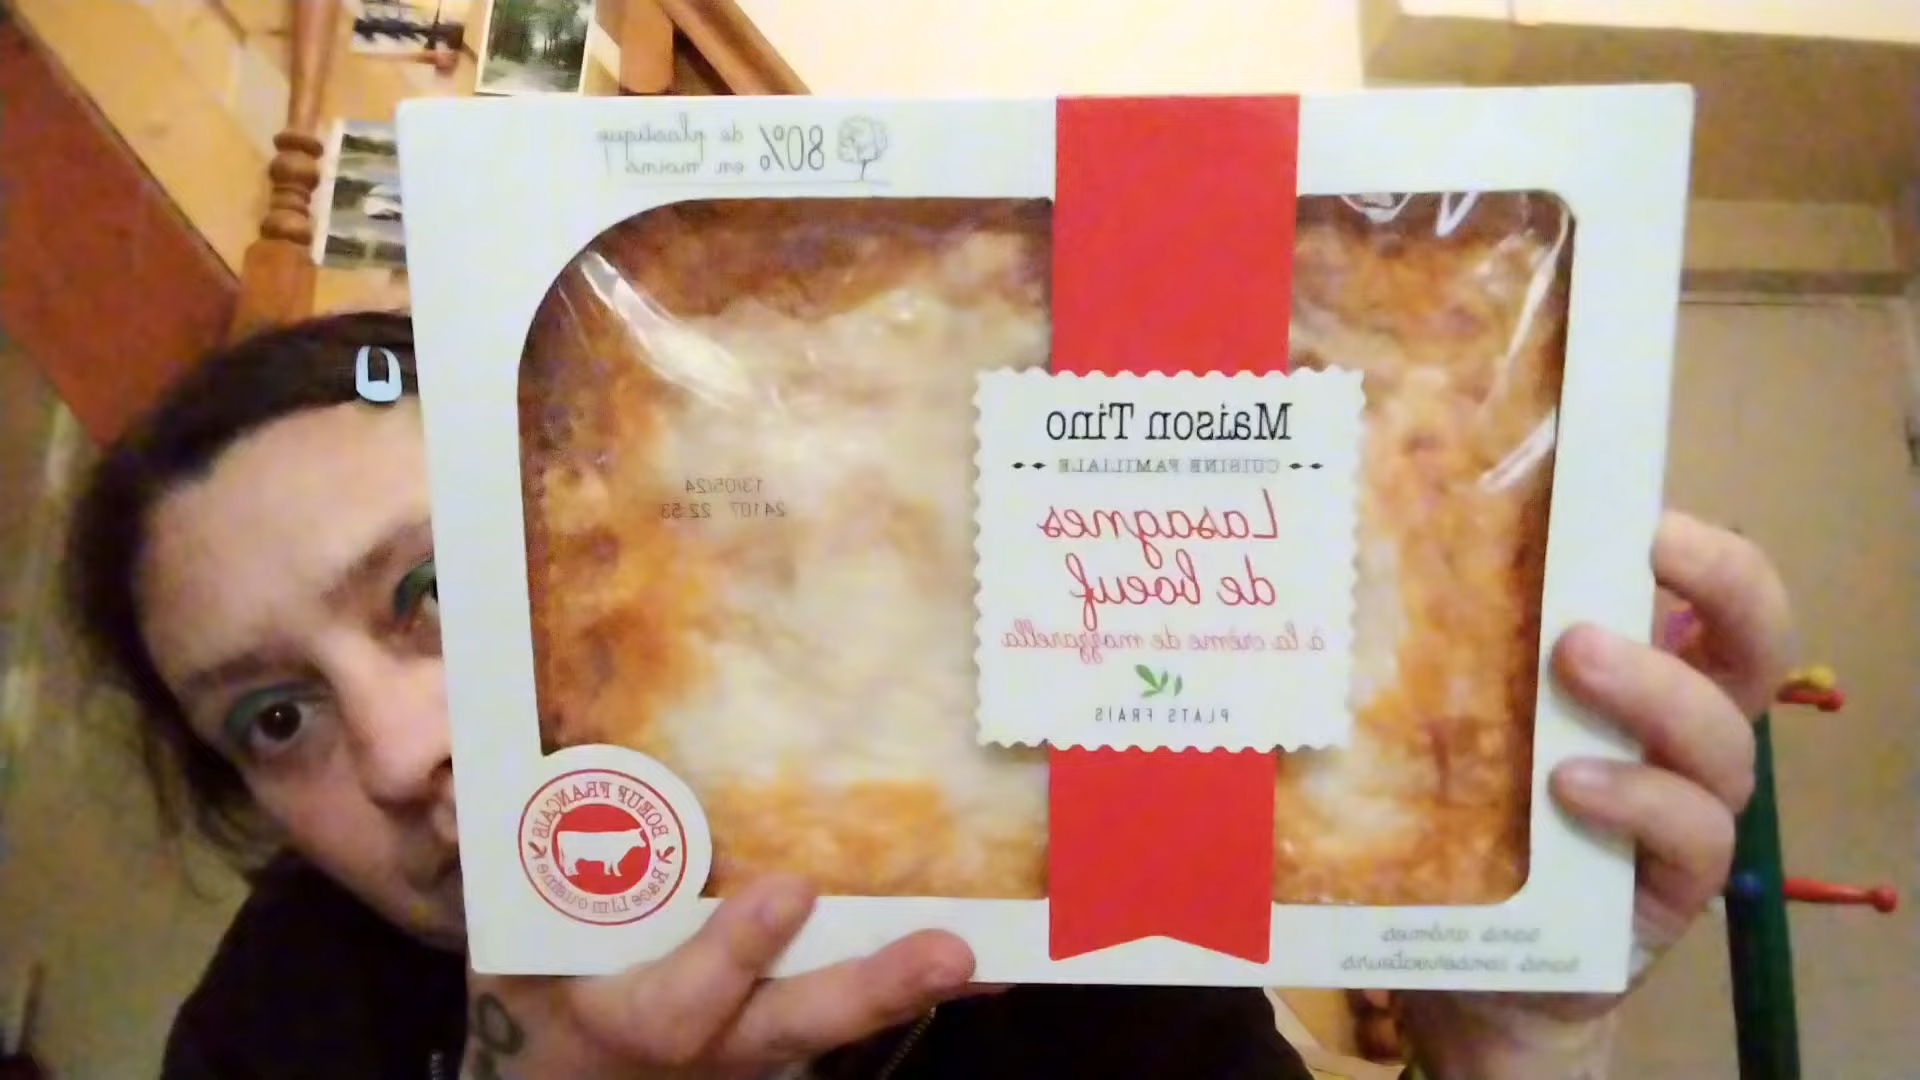 80% de plastique
en moins
Maison Tino
CUISINE FAMILIALE
Lasagnes
de boeuf
à la crème de mozzarella
PLATS FRAIS
13/05/24
24107 22:53
BOEUF FRANÇAIS
Race Limousine
sans arômes
sans conservateurs